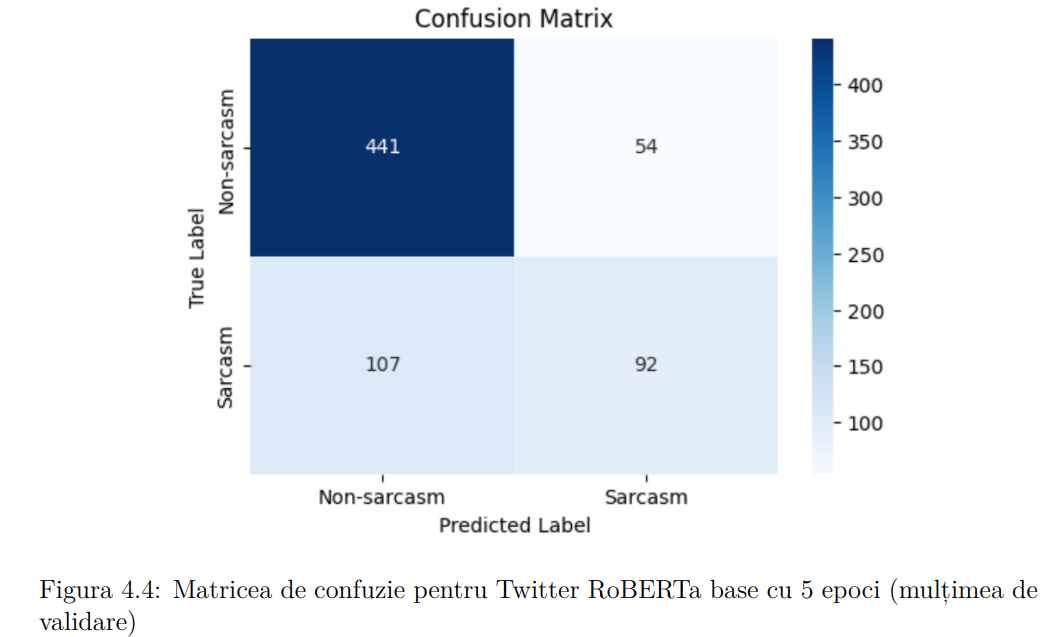 Confusion Matrix
True Label
Non-sarcasm
441
54
Sarcasm
107
92
Non-sarcasm
Sarcasm
Predicted Label
400
350
300
250
200
150
100
Figura 4.4: Matricea de confuzie pentru Twitter RoBERTa base cu 5 epoci (mulțimea de
validare)